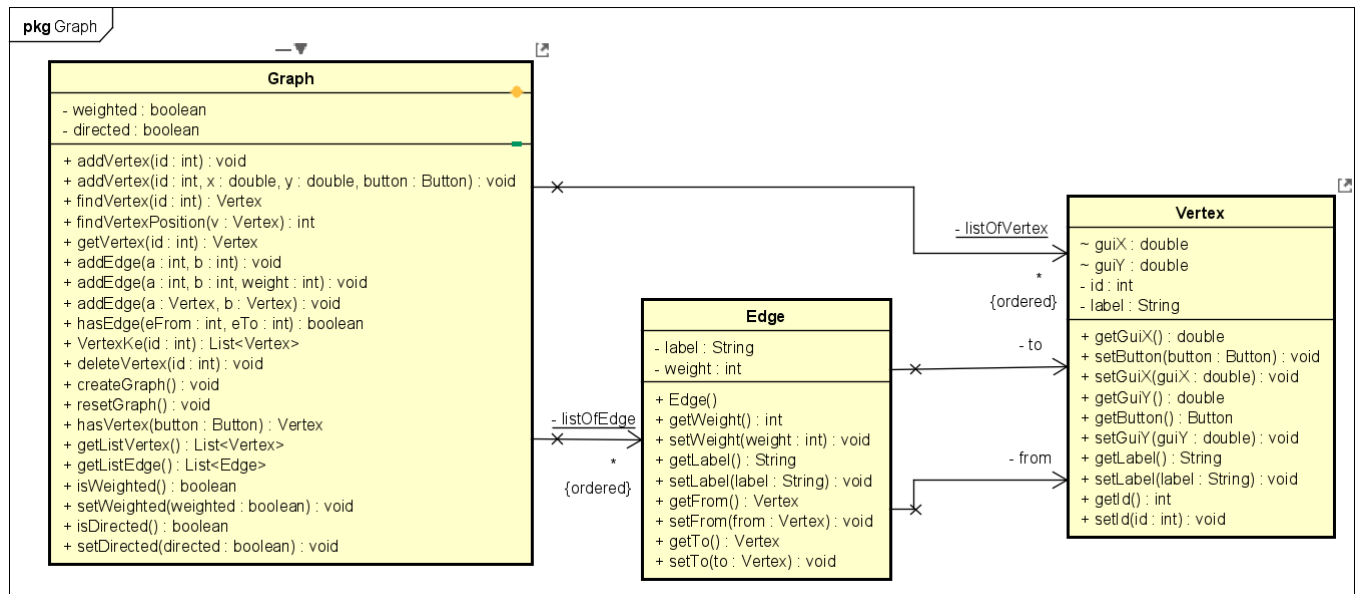 pkg Graph
Graph
- weighted : boolean
- directed : boolean
+ addVertex(id : int) : void
+ addVertex(id : int, x : double, y : double, button : Button) : void
+ findVertex(id : int) : Vertex
+ findVertexPosition(v : Vertex) : int
+ getVertex(id : int) : Vertex
+ addEdge(a : int, b : int) : void
+ addEdge(a : int, b : int, weight : int) : void
+ addEdge(a : Vertex, b : Vertex) : void
+ hasEdge(eFrom : int, eTo : int) : boolean
+ VertexKe(id : int) : List<Vertex>
+ deleteVertex(id : int) : void
+ createGraph() : void
+ resetGraph() : void
+ hasVertex(button : Button) : Vertex
+ getListVertex() : List<Vertex>
+ getListEdge() : List<Edge>
+ isWeighted() : boolean
+ setWeighted(weighted : boolean) : void
+ isDirected() : boolean
+ setDirected(directed : boolean) : void
- listOfEdge
*
{ordered}
Edge
- label : String
- weight : int
+ Edge()
+ getWeight() : int
+ setWeight(weight : int) : void
+ getLabel() : String
+ setLabel(label : String) : void
+ getFrom() : Vertex
+ setFrom(from : Vertex) : void
+ getTo() : Vertex
+ setTo(to : Vertex) : void
- listOfVertex
*
{ordered}
- to
- from
Vertex
~ guiX : double
~ guiY : double
- id : int
- label : String
+ getGuiX() : double
+ setButton(button : Button) : void
+ setGuiX(guiX : double) : void
+ getGuiY() : double
+ getButton() : Button
+ setGuiY(guiY : double) : void
+ getLabel() : String
+ setLabel(label : String) : void
+ getId() : int
+ setId(id : int) : void